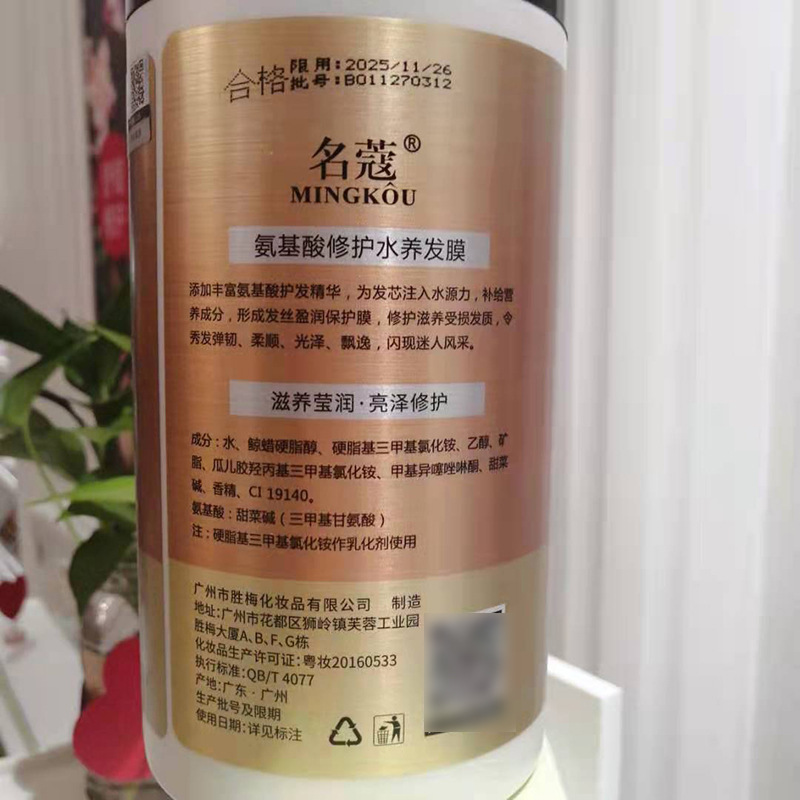 合格
限用:2025/11/26
批号:B011270312
名蔻®
MINGKÔU
氨基酸修护水养发膜
添加丰富氨基酸护发精华，为发芯注入水源力，补给营
养成分，形成发丝盈润保护膜，修护滋养受损发质，令
秀发弹韧、柔顺、光泽、飘逸，闪现迷人风采。
滋养莹润·亮泽修护
成分：水、鲸蜡硬脂醇、硬脂基三甲基氯化铵、乙醇、矿
脂、瓜儿胶羟丙基三甲基氯化铵、甲基异噻唑啉酮、甜菜
碱、香精、CI 19140。
氨基酸：甜菜碱（三甲基甘氨酸）
注：硬脂基三甲基氯化铵作乳化剂使用
广州市胜梅化妆品有限公司 制造
地址:广州市花都区狮岭镇芙蓉工业园
胜梅大厦A、B、F、G栋
化妆品生产许可证：粤妆20160533
执行标准:QB/T 4077
产地:广东·广州
生产批号及限期
使用日期:详见标注